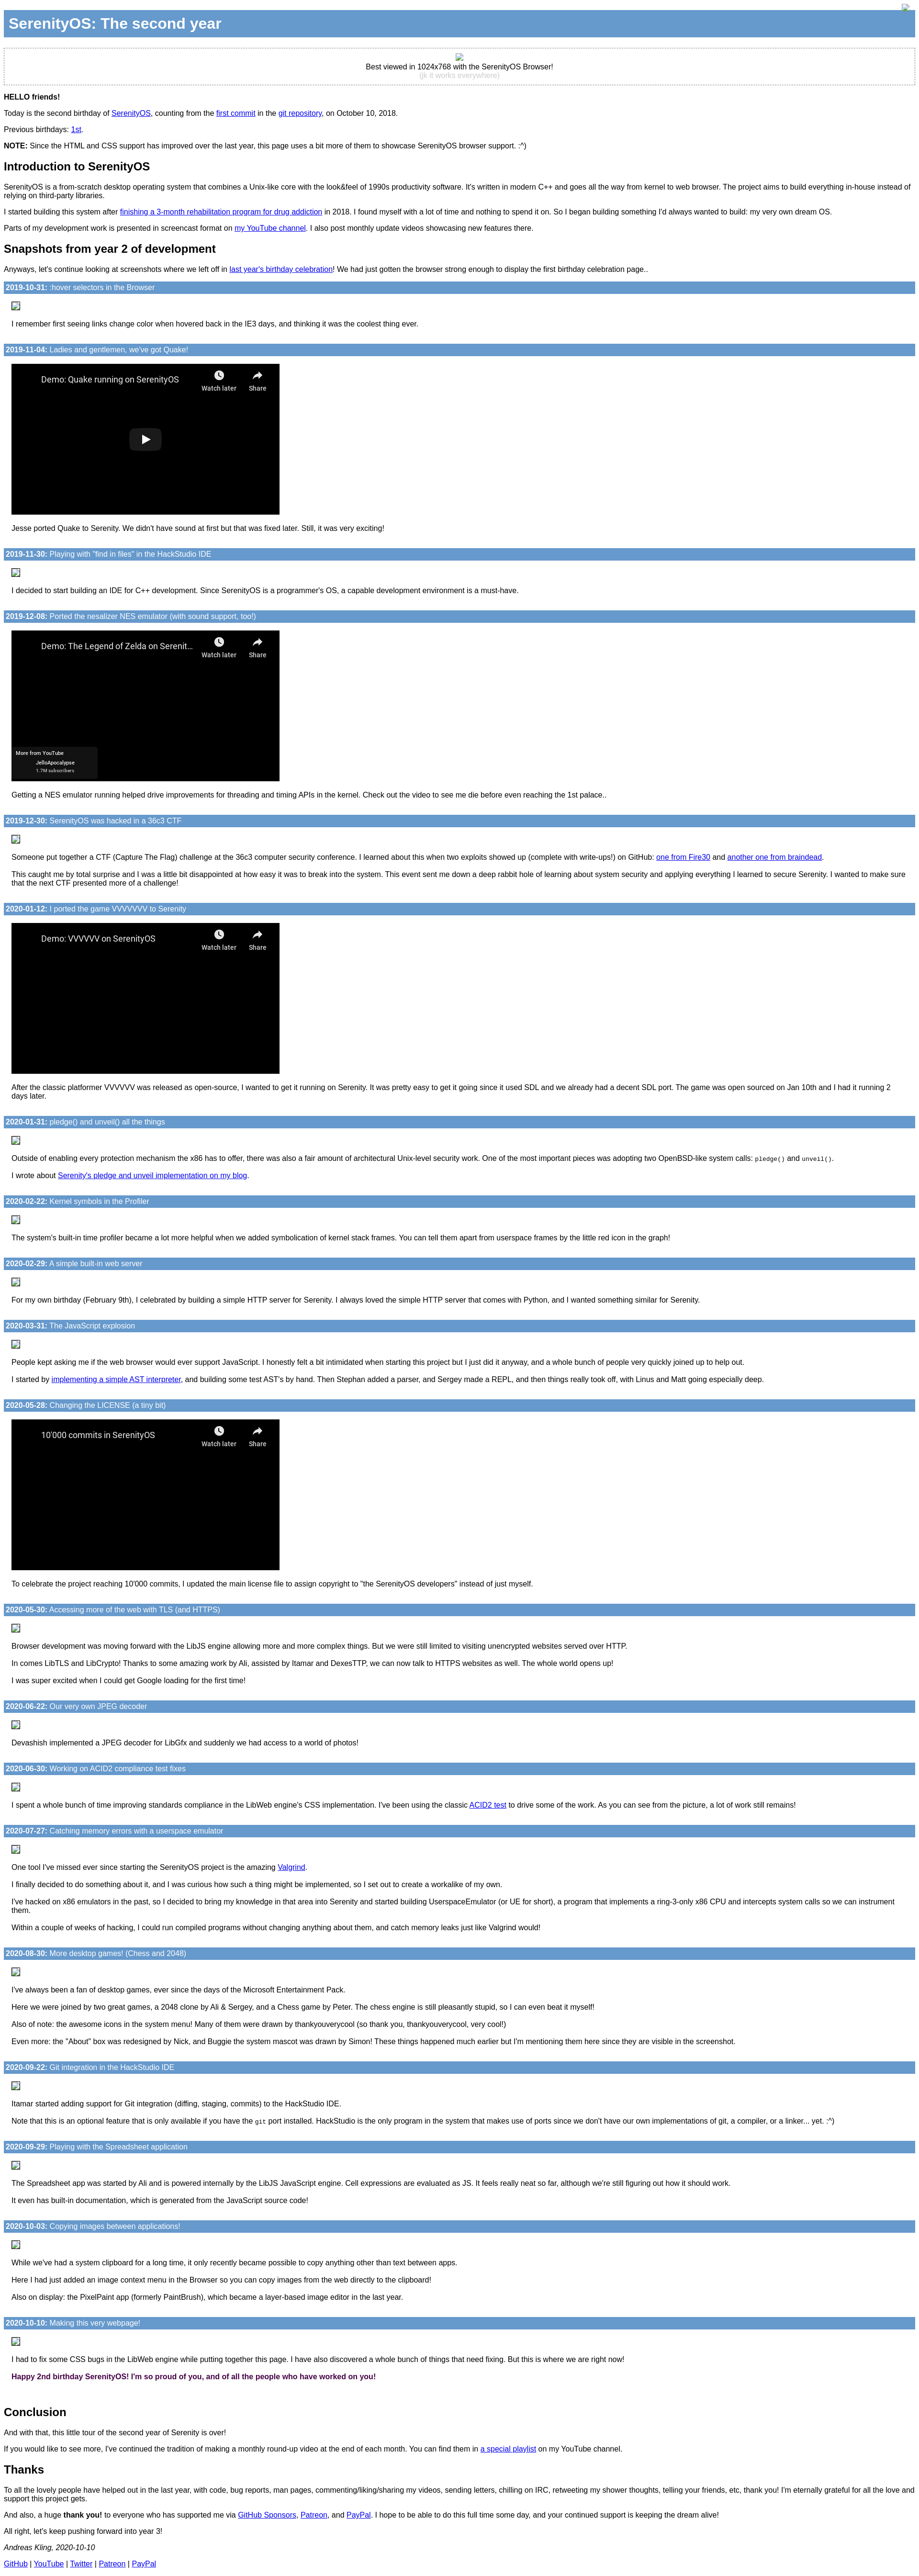 SerenityOS: The second year
Best viewed in 1024x768 with the SerenityOS Browser!
(jk it works everywhere)
HELLO friends!
Today is the second birthday of SerenityOS, counting from the first commit in the git repository, on October 10, 2018.
Previous birthdays: 1st.
NOTE: Since the HTML and CSS support has improved over the last year, this page uses a bit more of them to showcase SerenityOS browser support. :^)
Introduction to SerenityOS
SerenityOS is a from-scratch desktop operating system that combines a Unix-like core with the look&feel of 1990s productivity software. It's written in modern C++ and goes all the way from kernel to web browser. The project aims to build everything in-house instead of
relying on third-party libraries.
I started building this system after finishing a 3-month rehabilitation program for drug addiction in 2018. I found myself with a lot of time and nothing to spend it on. So I began building something I'd always wanted to build: my very own dream OS.
Parts of my development work is presented in screencast format on my YouTube channel. I also post monthly update videos showcasing new features there.
Snapshots from year 2 of development
Anyways, let's continue looking at screenshots where we left off in last year's birthday celebration! We had just gotten the browser strong enough to display the first birthday celebration page..
2019-10-31: :hover selectors in the Browser
I remember first seeing links change color when hovered back in the IE3 days, and thinking it was the coolest thing ever.
2019-11-04: Ladies and gentlemen, we've got Quake!
Demo: Quake running on SerenityOS
Watch later
Share
Jesse ported Quake to Serenity. We didn't have sound at first but that was fixed later. Still, it was very exciting!
2019-11-30: Playing with "find in files" in the HackStudio IDE
I decided to start building an IDE for C++ development. Since SerenityOS is a programmer's OS, a capable development environment is a must-have.
2019-12-08: Ported the nesalizer NES emulator (with sound support, too!)
Demo: The Legend of Zelda on Serenit...
Watch later
Share
More from YouTube
JelloApocalypse
1.7M subscribers
Getting a NES emulator running helped drive improvements for threading and timing APIs in the kernel. Check out the video to see me die before even reaching the 1st palace..
2019-12-30: SerenityOS was hacked in a 36c3 CTF
Someone put together a CTF (Capture The Flag) challenge at the 36c3 computer security conference. I learned about this when two exploits showed up (complete with write-ups!) on GitHub: one from Fire30 and another one from braindead.
This caught me by total surprise and I was a little bit disappointed at how easy it was to break into the system. This event sent me down a deep rabbit hole of learning about system security and applying everything I learned to secure Serenity. I wanted to make sure
that the next CTF presented more of a challenge!
2020-01-12: I ported the game VVVVVVV to Serenity
Demo: VVVVVV on SerenityOS
Watch later
Share
After the classic platformer VVVVVV was released as open-source, I wanted to get it running on Serenity. It was pretty easy to get it going since it used SDL and we already had a decent SDL port. The game was open sourced on Jan 10th and I had it running 2
days later.
2020-01-31: pledge() and unveil() all the things
Outside of enabling every protection mechanism the x86 has to offer, there was also a fair amount of architectural Unix-level security work. One of the most important pieces was adopting two OpenBSD-like system calls: pledge() and unveil().
I wrote about Serenity's pledge and unveil implementation on my blog.
2020-02-22: Kernel symbols in the Profiler
The system's built-in time profiler became a lot more helpful when we added symbolication of kernel stack frames. You can tell them apart from userspace frames by the little red icon in the graph!
2020-02-29: A simple built-in web server
For my own birthday (February 9th), I celebrated by building a simple HTTP server for Serenity. I always loved the simple HTTP server that comes with Python, and I wanted something similar for Serenity.
2020-03-31: The JavaScript explosion
People kept asking me if the web browser would ever support JavaScript. I honestly felt a bit intimidated when starting this project but I just did it anyway, and a whole bunch of people very quickly joined up to help out.
I started by implementing a simple AST interpreter, and building some test AST's by hand. Then Stephan added a parser, and Sergey made a REPL, and then things really took off, with Linus and Matt going especially deep.
2020-05-28: Changing the LICENSE (a tiny bit)
10'000 commits in SerenityOS
Watch later
Share
To celebrate the project reaching 10'000 commits, I updated the main license file to assign copyright to "the SerenityOS developers" instead of just myself.
2020-05-30: Accessing more of the web with TLS (and HTTPS)
Browser development was moving forward with the LibJS engine allowing more and more complex things. But we were still limited to visiting unencrypted websites served over HTTP.
In comes LibTLS and LibCrypto! Thanks to some amazing work by Ali, assisted by Itamar and DexesTTP, we can now talk to HTTPS websites as well. The whole world opens up!
I was super excited when I could get Google loading for the first time!
2020-06-22: Our very own JPEG decoder
Devashish implemented a JPEG decoder for LibGfx and suddenly we had access to a world of photos!
2020-06-30: Working on ACID2 compliance test fixes
I spent a whole bunch of time improving standards compliance in the LibWeb engine's CSS implementation. I've been using the classic ACID2 test to drive some of the work. As you can see from the picture, a lot of work still remains!
2020-07-27: Catching memory errors with a userspace emulator
One tool I've missed ever since starting the SerenityOS project is the amazing Valgrind.
I finally decided to do something about it, and I was curious how such a thing might be implemented, so I set out to create a workalike of my own.
I've hacked on x86 emulators in the past, so I decided to bring my knowledge in that area into Serenity and started building UserspaceEmulator (or UE for short), a program that implements a ring-3-only x86 CPU and intercepts system calls so we can instrument
them.
Within a couple of weeks of hacking, I could run compiled programs without changing anything about them, and catch memory leaks just like Valgrind would!
2020-08-30: More desktop games! (Chess and 2048)
I've always been a fan of desktop games, ever since the days of the Microsoft Entertainment Pack.
Here we were joined by two great games, a 2048 clone by Ali & Sergey, and a Chess game by Peter. The chess engine is still pleasantly stupid, so I can even beat it myself!
Also of note: the awesome icons in the system menu! Many of them were drawn by thankyouverycool (so thank you, thankyouverycool, very cool!)
Even more: the "About" box was redesigned by Nick, and Buggie the system mascot was drawn by Simon! These things happened much earlier but I'm mentioning them here since they are visible in the screenshot.
2020-09-22: Git integration in the HackStudio IDE
Itamar started adding support for Git integration (diffing, staging, commits) to the HackStudio IDE.
Note that this is an optional feature that is only available if you have the git port installed. HackStudio is the only program in the system that makes use of ports since we don't have our own implementations of git, a compiler, or a linker... yet. :^)
2020-09-29: Playing with the Spreadsheet application
The Spreadsheet app was started by Ali and is powered internally by the LibJS JavaScript engine. Cell expressions are evaluated as JS. It feels really neat so far, although we're still figuring out how it should work.
It even has built-in documentation, which is generated from the JavaScript source code!
2020-10-03: Copying images between applications!
While we've had a system clipboard for a long time, it only recently became possible to copy anything other than text between apps.
Here I had just added an image context menu in the Browser so you can copy images from the web directly to the clipboard!
Also on display: the PixelPaint app (formerly PaintBrush), which became a layer-based image editor in the last year.
2020-10-10: Making this very webpage!
I had to fix some CSS bugs in the LibWeb engine while putting together this page. I have also discovered a whole bunch of things that need fixing. But this is where we are right now!
Happy 2nd birthday SerenityOS! I'm so proud of you, and of all the people who have worked on you!
Conclusion
And with that, this little tour of the second year of Serenity is over!
If you would like to see more, I've continued the tradition of making a monthly round-up video at the end of each month. You can find them in a special playlist on my YouTube channel.
Thanks
To all the lovely people have helped out in the last year, with code, bug reports, man pages, commenting/liking/sharing my videos, sending letters, chilling on IRC, retweeting my shower thoughts, telling your friends, etc, thank you! I'm eternally grateful for all the love and
support this project gets.
And also, a huge thank you! to everyone who has supported me via GitHub Sponsors, Patreon, and PayPal. I hope to be able to do this full time some day, and your continued support is keeping the dream alive!
All right, let's keep pushing forward into year 3!
Andreas Kling, 2020-10-10
GitHub | YouTube | Twitter | Patreon | PayPal